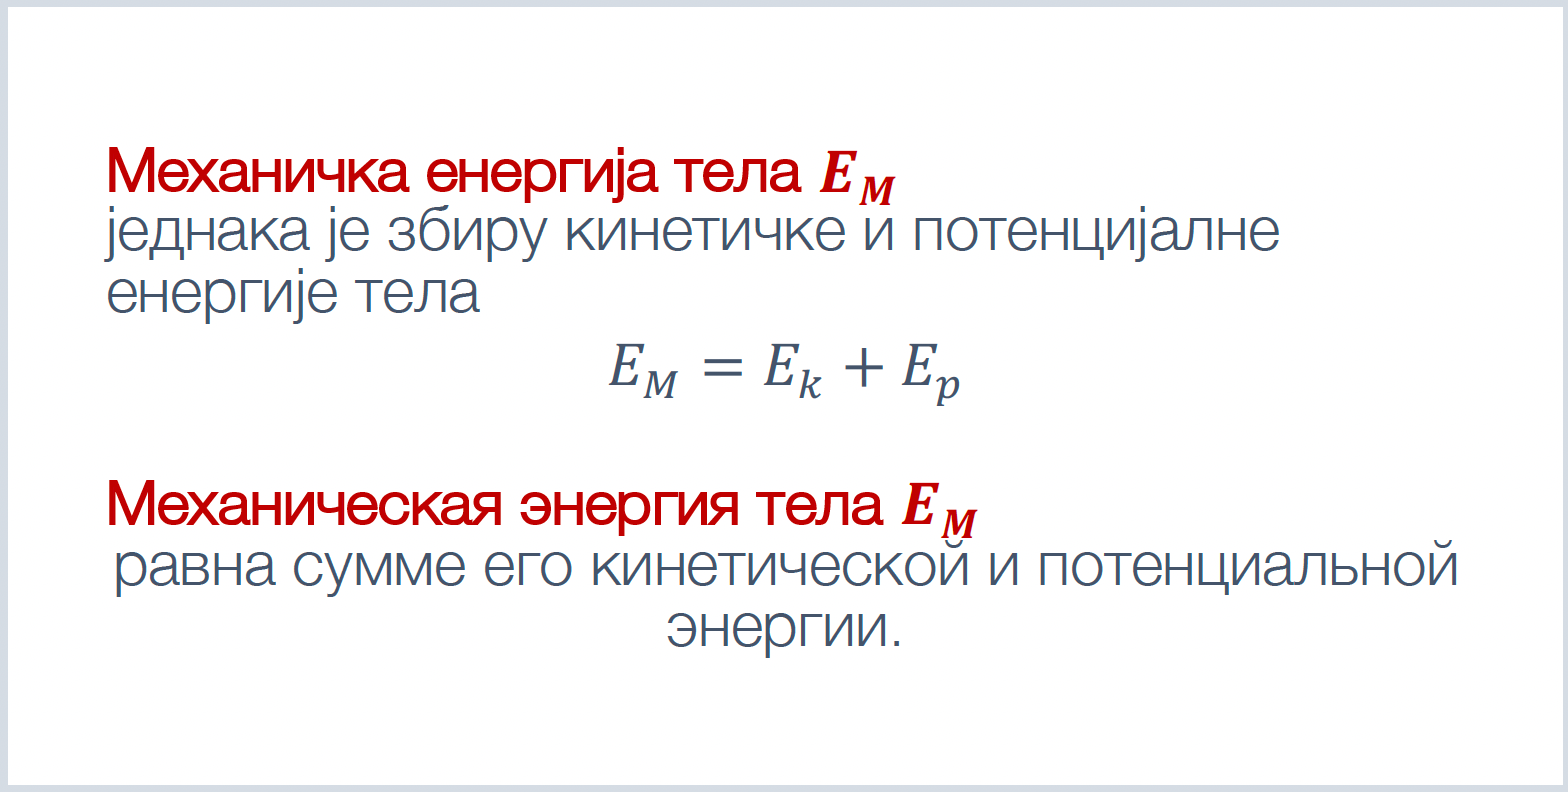 Механичка енергија тела E_M
једнака је збиру кинетичке и потенцијалне
енергије тела
E_M = E_k + E_p
Механическая энергия тела E_M
равна сумме его кинетической и потенциальной
энергии.